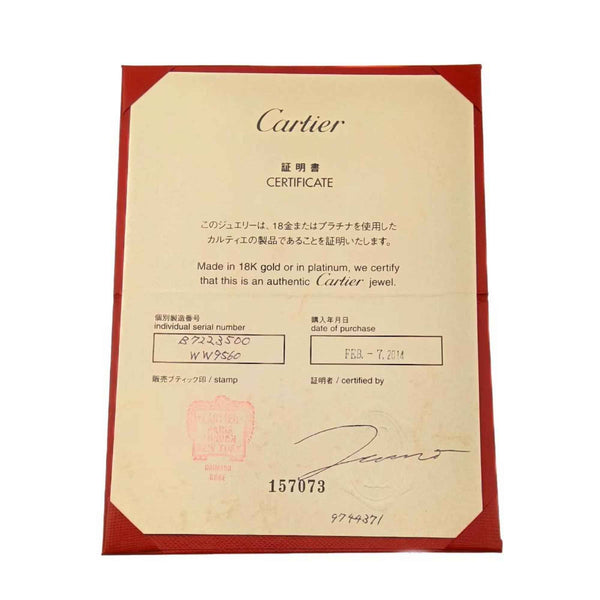 Cartier
証明書
CERTIFICATE
このジュエリーは、18金またはプラチナを使用した
カルティエの製品であることを証明いたします。
Made in 18K gold or in platinum, we certify
that this is an authentic Cartier jewel.
個別製造番号
individual serial number
B7223500
WW9560
購入年月日
date of purchase
FEB. - 7. 2014
販売ブティック印 / stamp
証明者 / certified by
157073
9744371